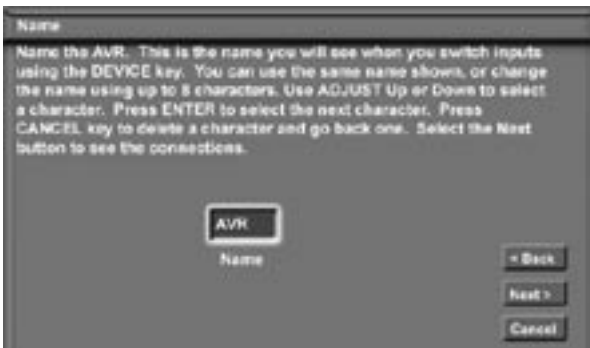 Name
Name the AVR. This is the name you will see when you switch inputs
using the DEVICE key. You can use the same name shown, or change
the name using up to 8 characters. Use ADJUST Up or Down to select
a character. Press ENTER to select the next character. Press
CANCEL key to delete a character and go back one. Select the Next
button to see the connections.
AVR
Name
< Back
Next >
Cancel